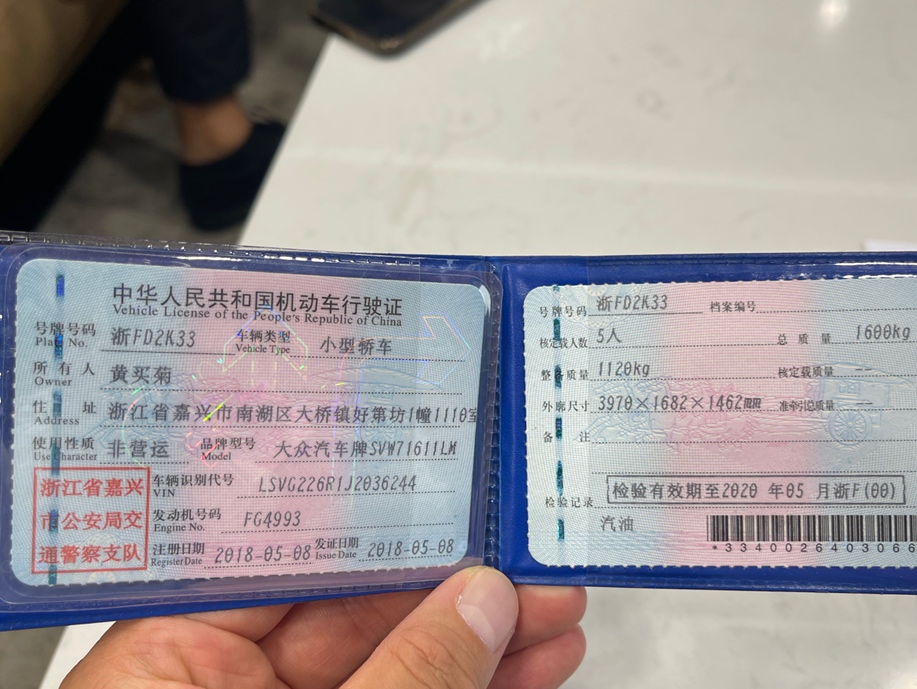 中华人民共和国机动车行驶证
Vehicle License of the People's Republic of China
号牌号码 浙FD2K33 车辆类型 小型轿车
Plate No. Vehicle Type
所有人 黄买菊
Owner
住址 浙江省嘉兴市南湖区大桥镇好第坊1幢1110室
Address
使用性质 非营运 品牌型号 大众汽车牌SVW71611LM
Use Character Model
浙江省嘉兴
市公安局交
通警察支队
车辆识别代号 LSVG226R1J2036244
VIN
发动机号码 FG4993
Engine No.
注册日期 2018-05-08 发证日期 2018-05-08
Register Date Issue Date
号牌号码 浙FD2K33 档案编号
核定载人数 5人 总质量 1600kg
整备质量 1120kg 核定载质量 --
外廓尺寸 3970×1682×1462mm 准牵引总质量 --
备注
检验记录 检验有效期至2020 年05 月浙F(00)
汽油
*3340026403066